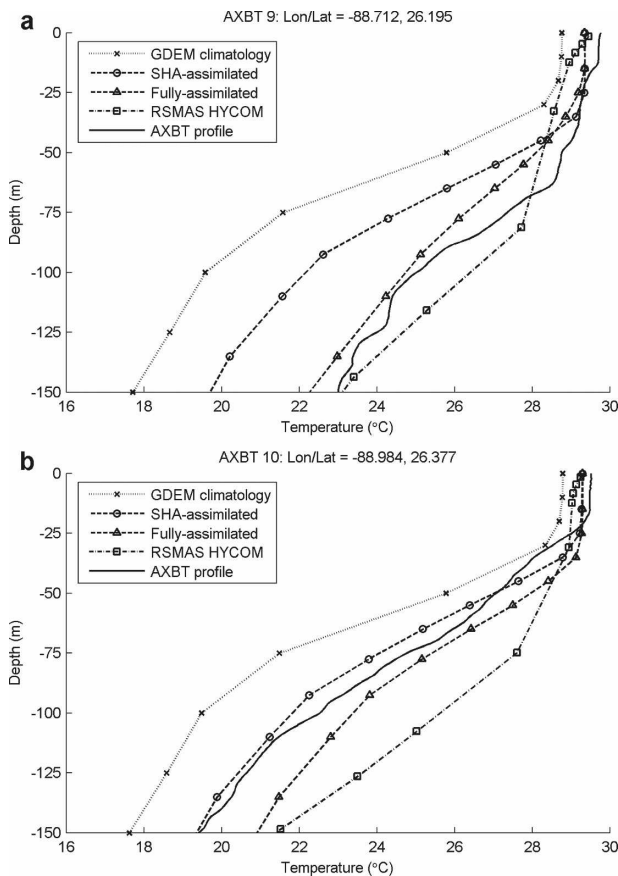 a
AXBT 9: Lon/Lat = -88.712, 26.195
GDEM climatology
SHA-assimilated
Fully-assimilated
RSMAS HYCOM
AXBT profile
0
-25
-50
-75
-100
-125
-150
Depth (m)
16 18 20 22 24 26 28 30
Temperature (°C)
b
AXBT 10: Lon/Lat = -88.984, 26.377
GDEM climatology
SHA-assimilated
Fully-assimilated
RSMAS HYCOM
AXBT profile
0
-25
-50
-75
-100
-125
-150
Depth (m)
16 18 20 22 24 26 28 30
Temperature (°C)